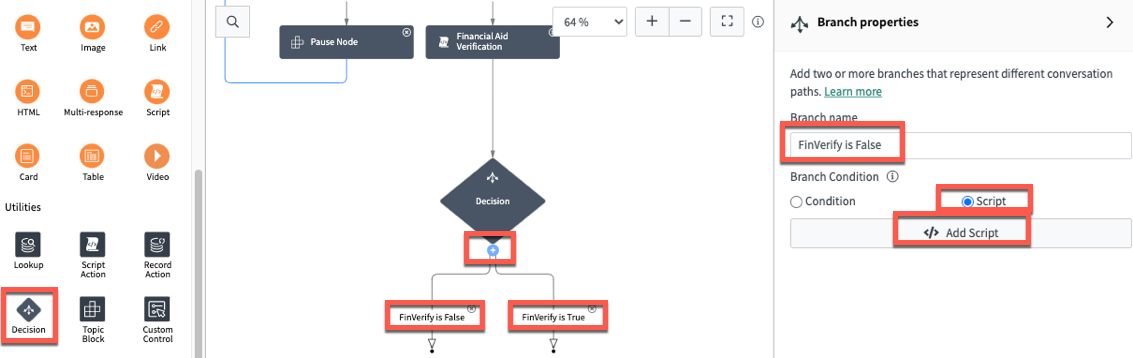 Text
Image
Link
HTML
Multi-response
Script
Card
Table
Video
Utilities
Lookup
Script
Action
Record
Action
Decision
Topic
Block
Custom
Control
Pause Node
Financial Aid
Verification
64 %
Decision
FinVerify is False
FinVerify is True
Branch properties
Add two or more branches that represent different conversation
paths. Learn more
Branch name
FinVerify is False
Branch Condition
Condition
Script
</> Add Script